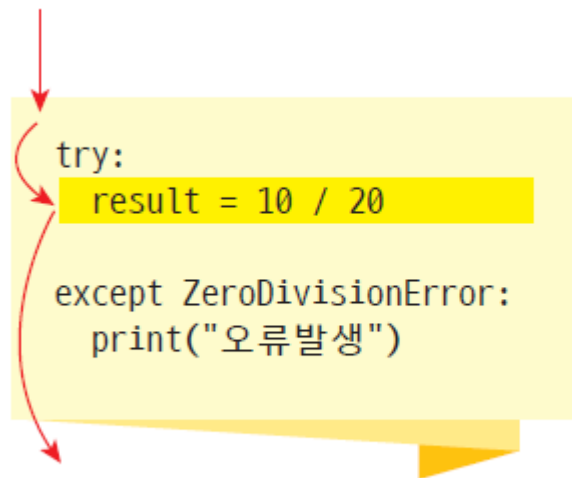 try:
result = 10 / 20
except ZeroDivisionError:
print("오류발생")